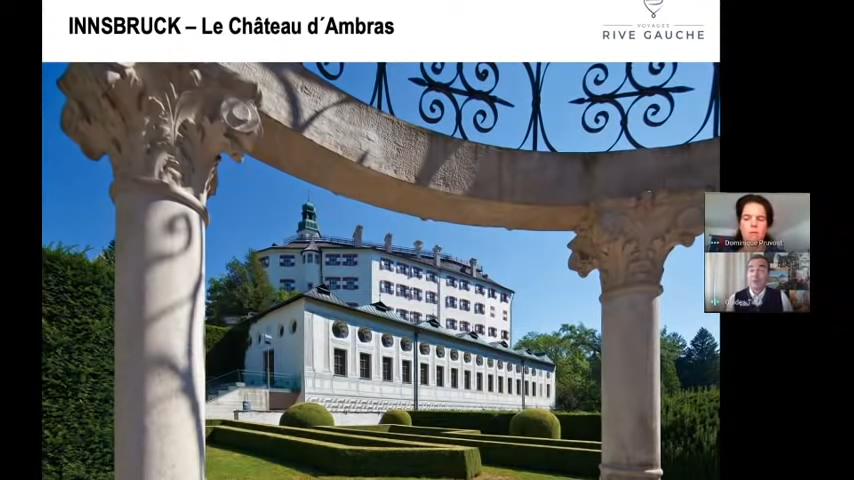 INNSBRUCK – Le Château d´Ambras
VOYAGES
RIVE GAUCHE
Dominique Pruvost